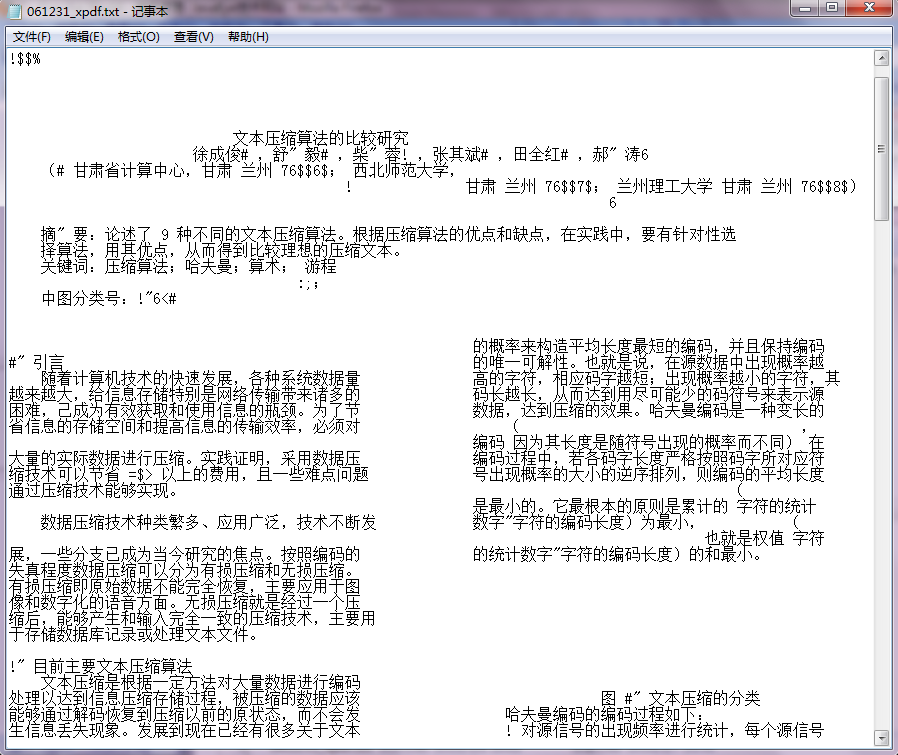 061231_xpdf.txt - 记事本
文件(F) 编辑(E) 格式(O) 查看(V) 帮助(H)
!$$%
文本压缩算法的比较研究
徐成俊# , 舒" 毅# , 柴" 蓉! , 张其斌# , 田全红# , 郝" 涛6
(# 甘肃省计算中心, 甘肃 兰州 76$$6$; 西北师范大学,
! 甘肃 兰州 76$$7$; 兰州理工大学 甘肃 兰州 76$$8$)
6
摘" 要: 论述了 9 种不同的文本压缩算法。根据压缩算法的优点和缺点, 在实践中, 要有针对性选
择算法, 用其优点, 从而得到比较理想的压缩文本。
关键词: 压缩算法; 哈夫曼; 算术; 游程
:;;
中图分类号: !"6<#
#" 引言
随着计算机技术的快速发展, 各种系统数据量
越来越大, 给信息存储特别是网络传输带来诸多的
困难, 己成为有效获取和使用信息的瓶颈。为了节
省信息的存储空间和提高信息的传输效率, 必须对
大量的实际数据进行压缩。实践证明, 采用数据压
缩技术可以节省 =$> 以上的费用, 且一些难点问题
通过压缩技术能够实现。
数据压缩技术种类繁多、应用广泛, 技术不断发
展, 一些分支已成为当今研究的焦点。按照编码的
失真程度数据压缩可以分为有损压缩和无损压缩。
有损压缩即原始数据不能完全恢复, 主要应用于图
像和数字化的语音方面。无损压缩就是经过一个压
缩后, 能够产生和输入完全一致的压缩技术, 主要用
于存储数据库记录或处理文本文件。
!" 目前主要文本压缩算法
文本压缩是根据一定方法对大量数据进行编码
处理以达到信息压缩存储过程, 被压缩的数据应该
能够通过解码恢复到压缩以前的原状态, 而不会发
生信息丢失现象。发展到现在已经有很多关于文本
的概率来构造平均长度最短的编码, 并且保持编码
的唯一可解性。也就是说, 在源数据中出现概率越
高的字符, 相应码字越短; 出现概率越小的字符, 其
码长越长, 从而达到用尽可能少的码符号来表示源
数据, 达到压缩的效果。哈夫曼编码是一种变长的
( ,
编码 因为其长度是随符号出现的概率而不同) 在
编码过程中, 若各码字长度严格按照码字所对应符
号出现概率的大小的逆序排列, 则编码的平均长度
(
是最小的。它最根本的原则是累计的 字符的统计
数字"字符的编码长度) 为最小, (
也就是权值 字符
的统计数字"字符的编码长度) 的和最小。
图 #" 文本压缩的分类
哈夫曼编码的编码过程如下:
! 对源信号的出现频率进行统计, 每个源信号